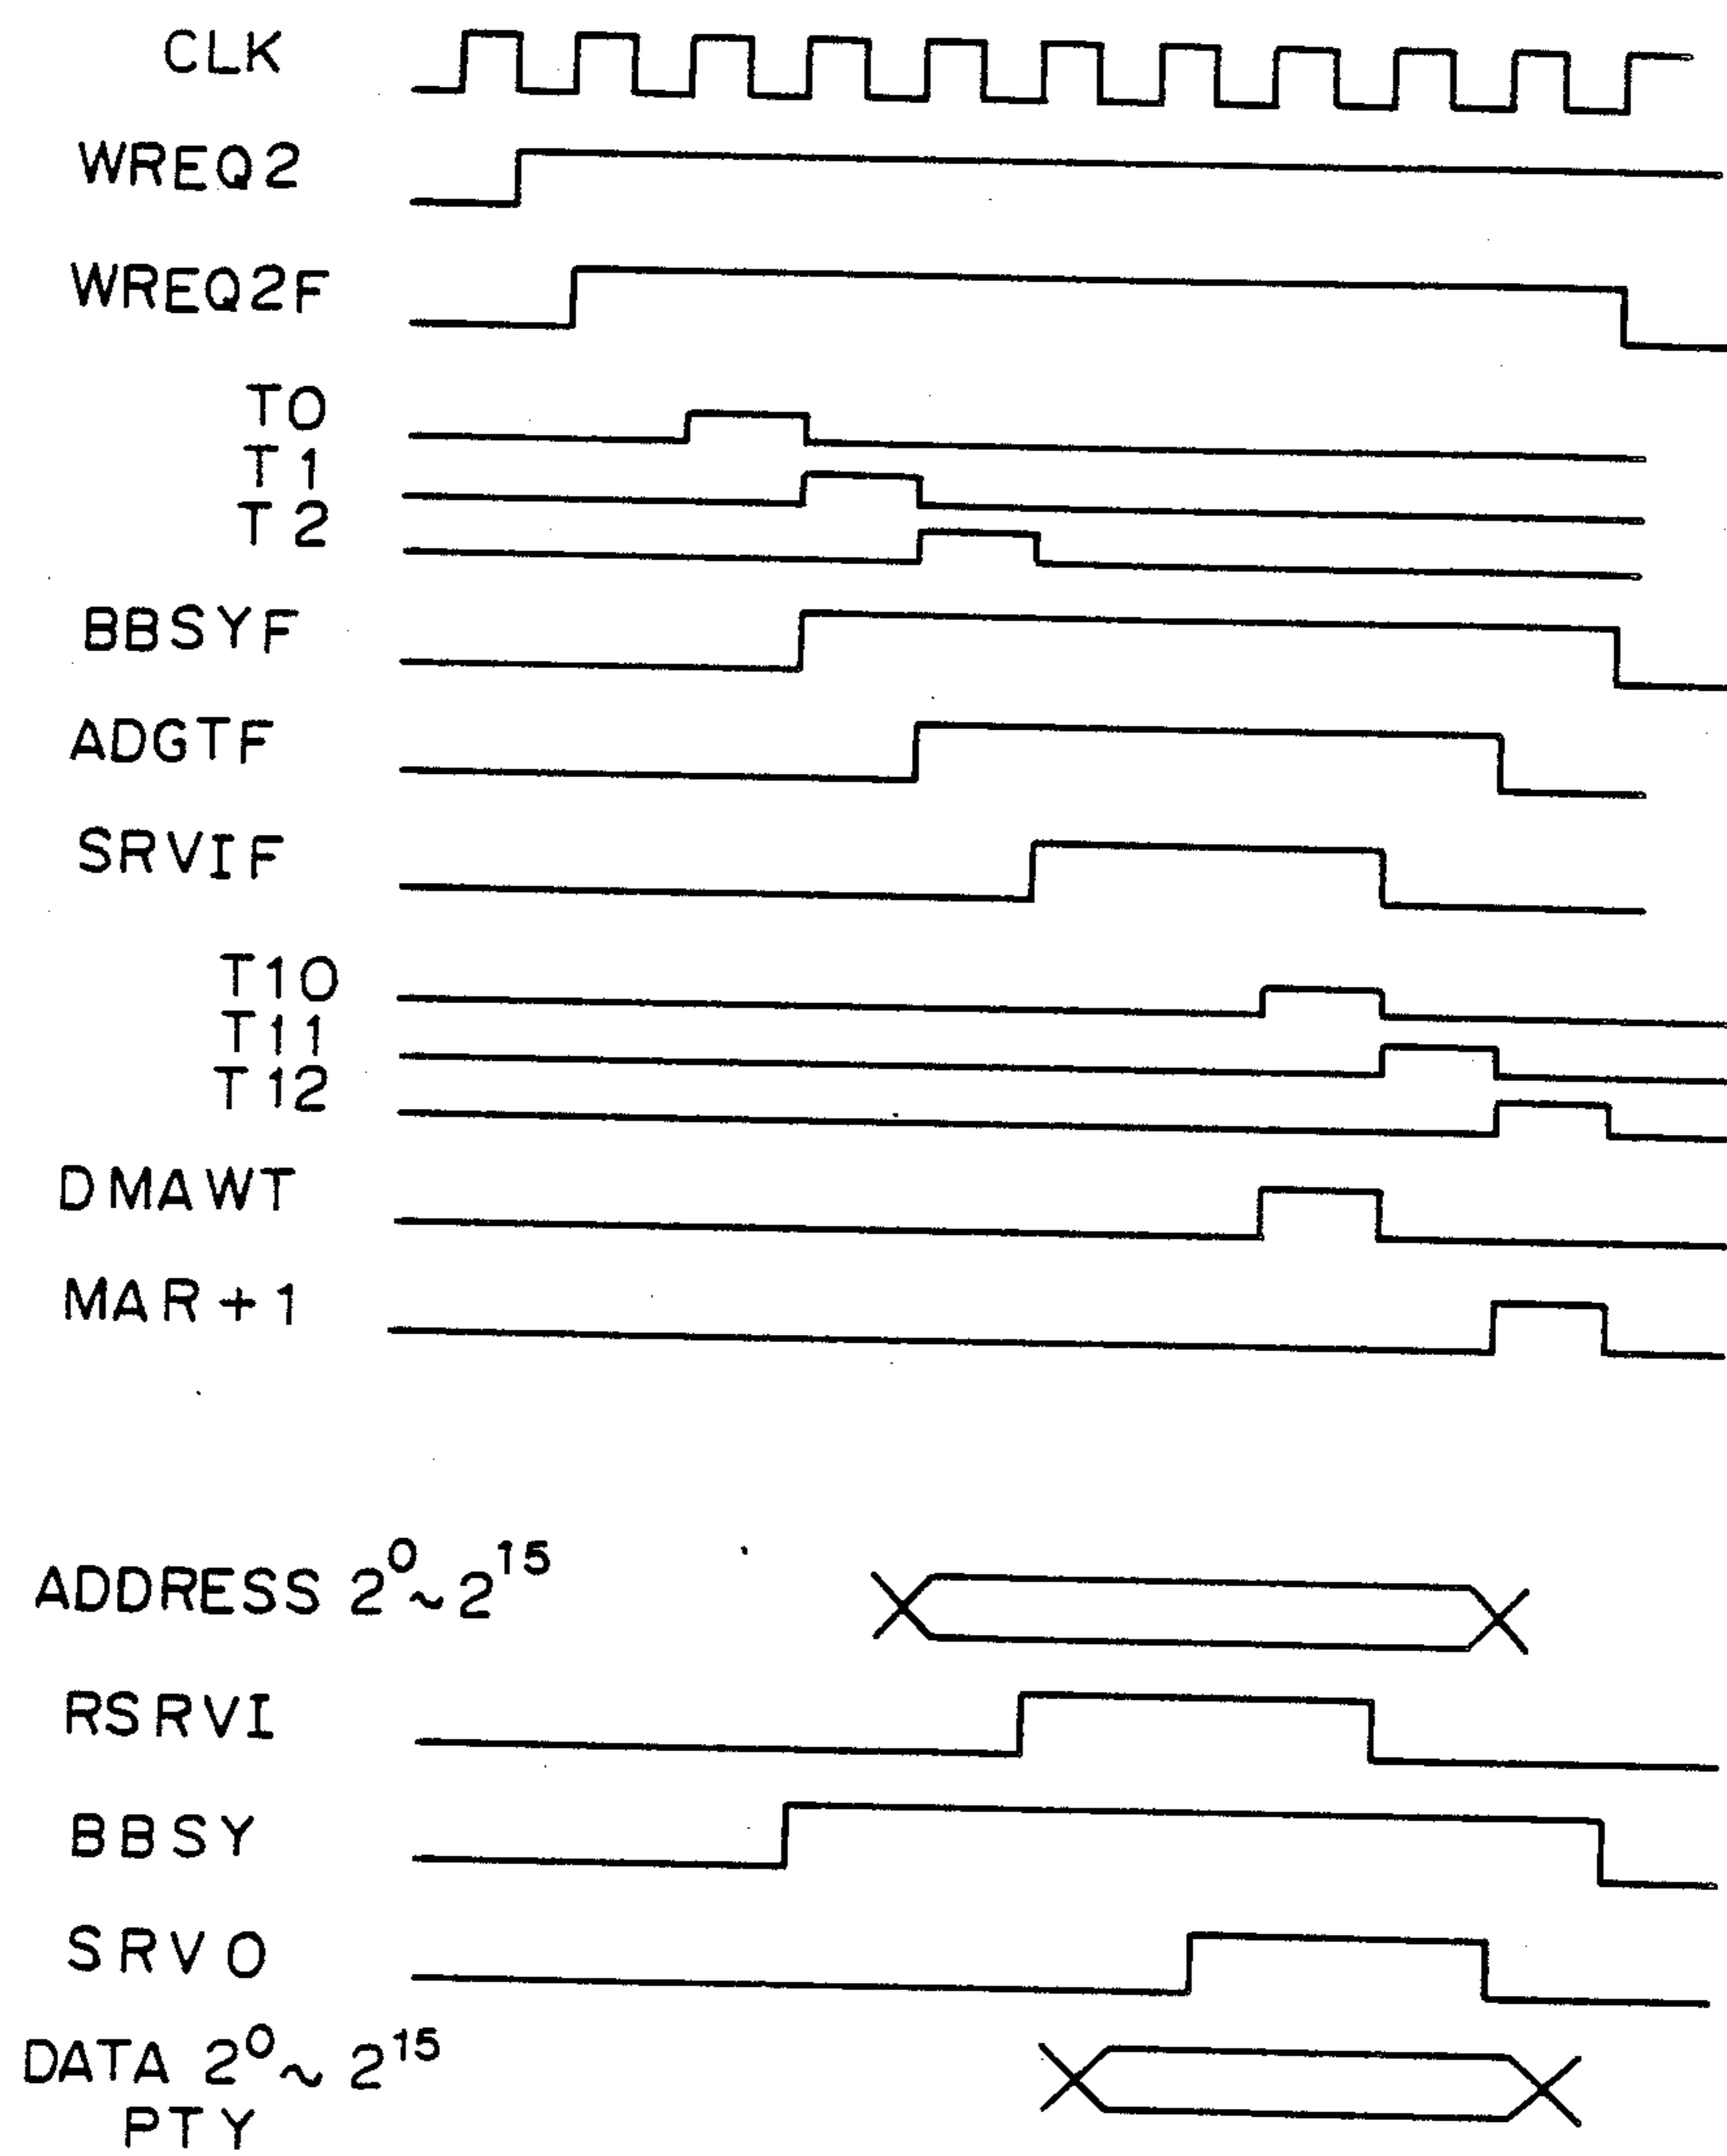 CLK
WREQ2
WREQ2F
T0
T1
T2
BBSYF
ADGTF
SRVIF
T10
T11
T12
DMAWT
MAR+1
ADDRESS 2⁰~2¹⁵
RSRVI
BBSY
SRVO
DATA 2⁰~2¹⁵
PTY